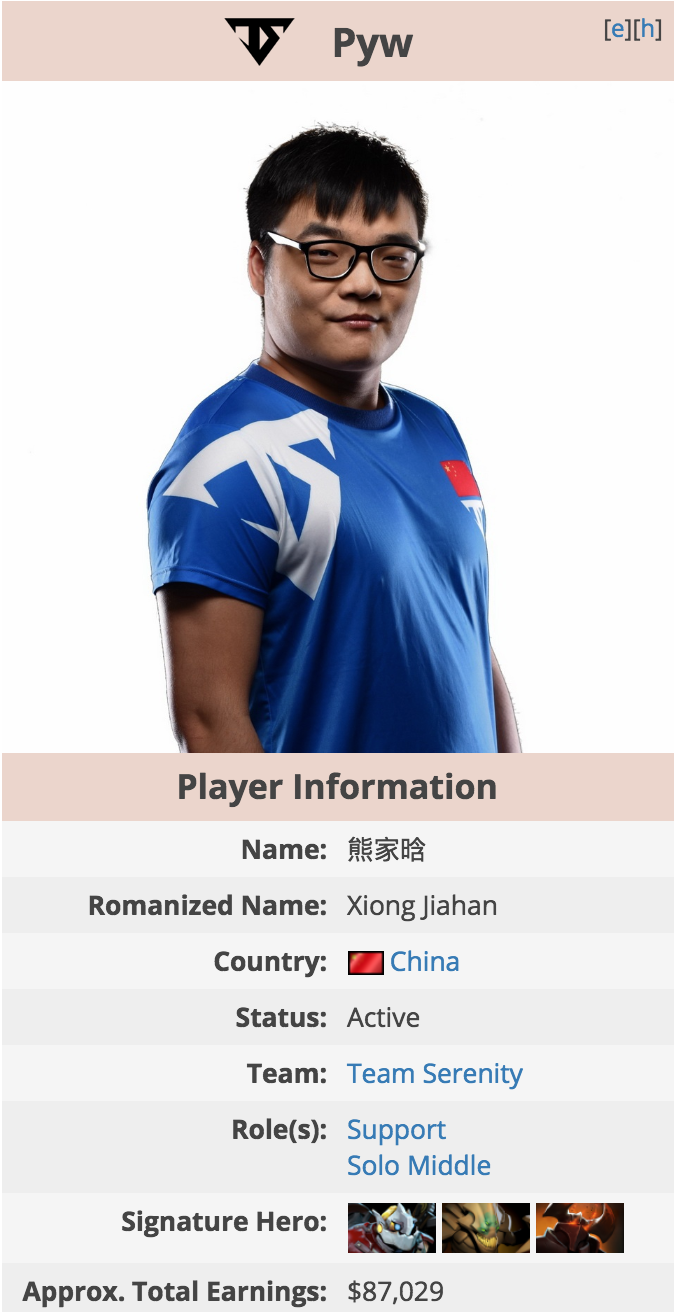 Pyw
[e][h]
Player Information
Name: 熊家晗
Romanized Name: Xiong Jiahan
Country: China
Status: Active
Team: Team Serenity
Role(s): Support
Solo Middle
Signature Hero:
Approx. Total Earnings: $87,029